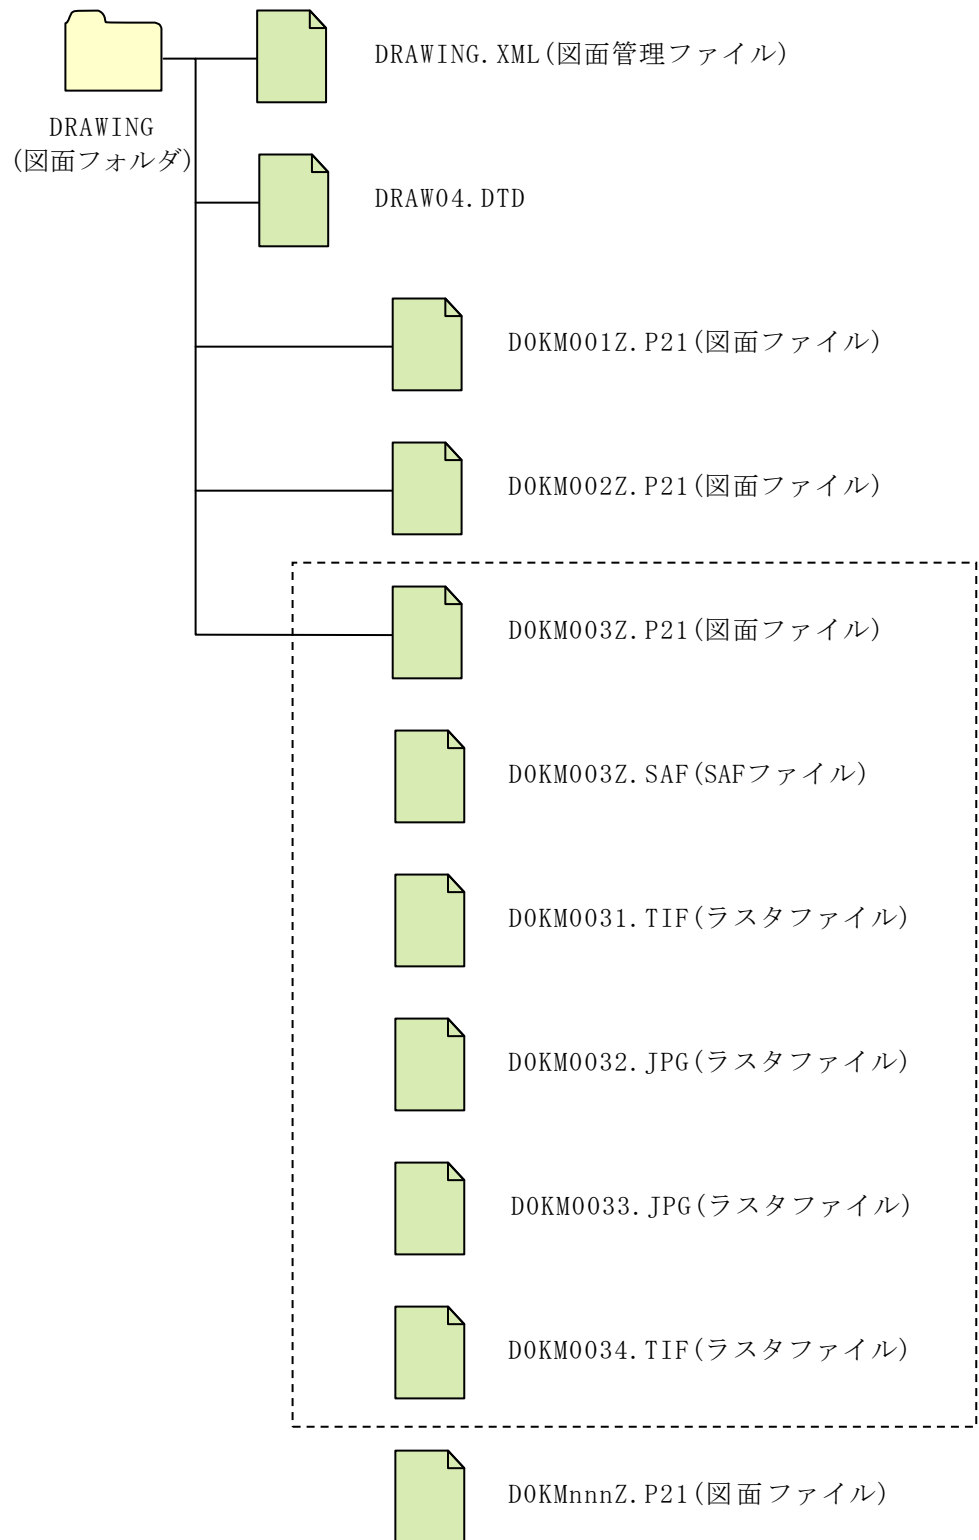 DRAWING.XML(図面管理ファイル)
DRAWING
(図面フォルダ)
DRAW04.DTD
D0KM001Z.P21(図面ファイル)
D0KM002Z.P21(図面ファイル)
D0KM003Z.P21(図面ファイル)
D0KM003Z.SAF(SAFファイル)
D0KM0031.TIF(ラスタファイル)
D0KM0032.JPG(ラスタファイル)
D0KM0033.JPG(ラスタファイル)
D0KM0034.TIF(ラスタファイル)
D0KMnnnZ.P21(図面ファイル)